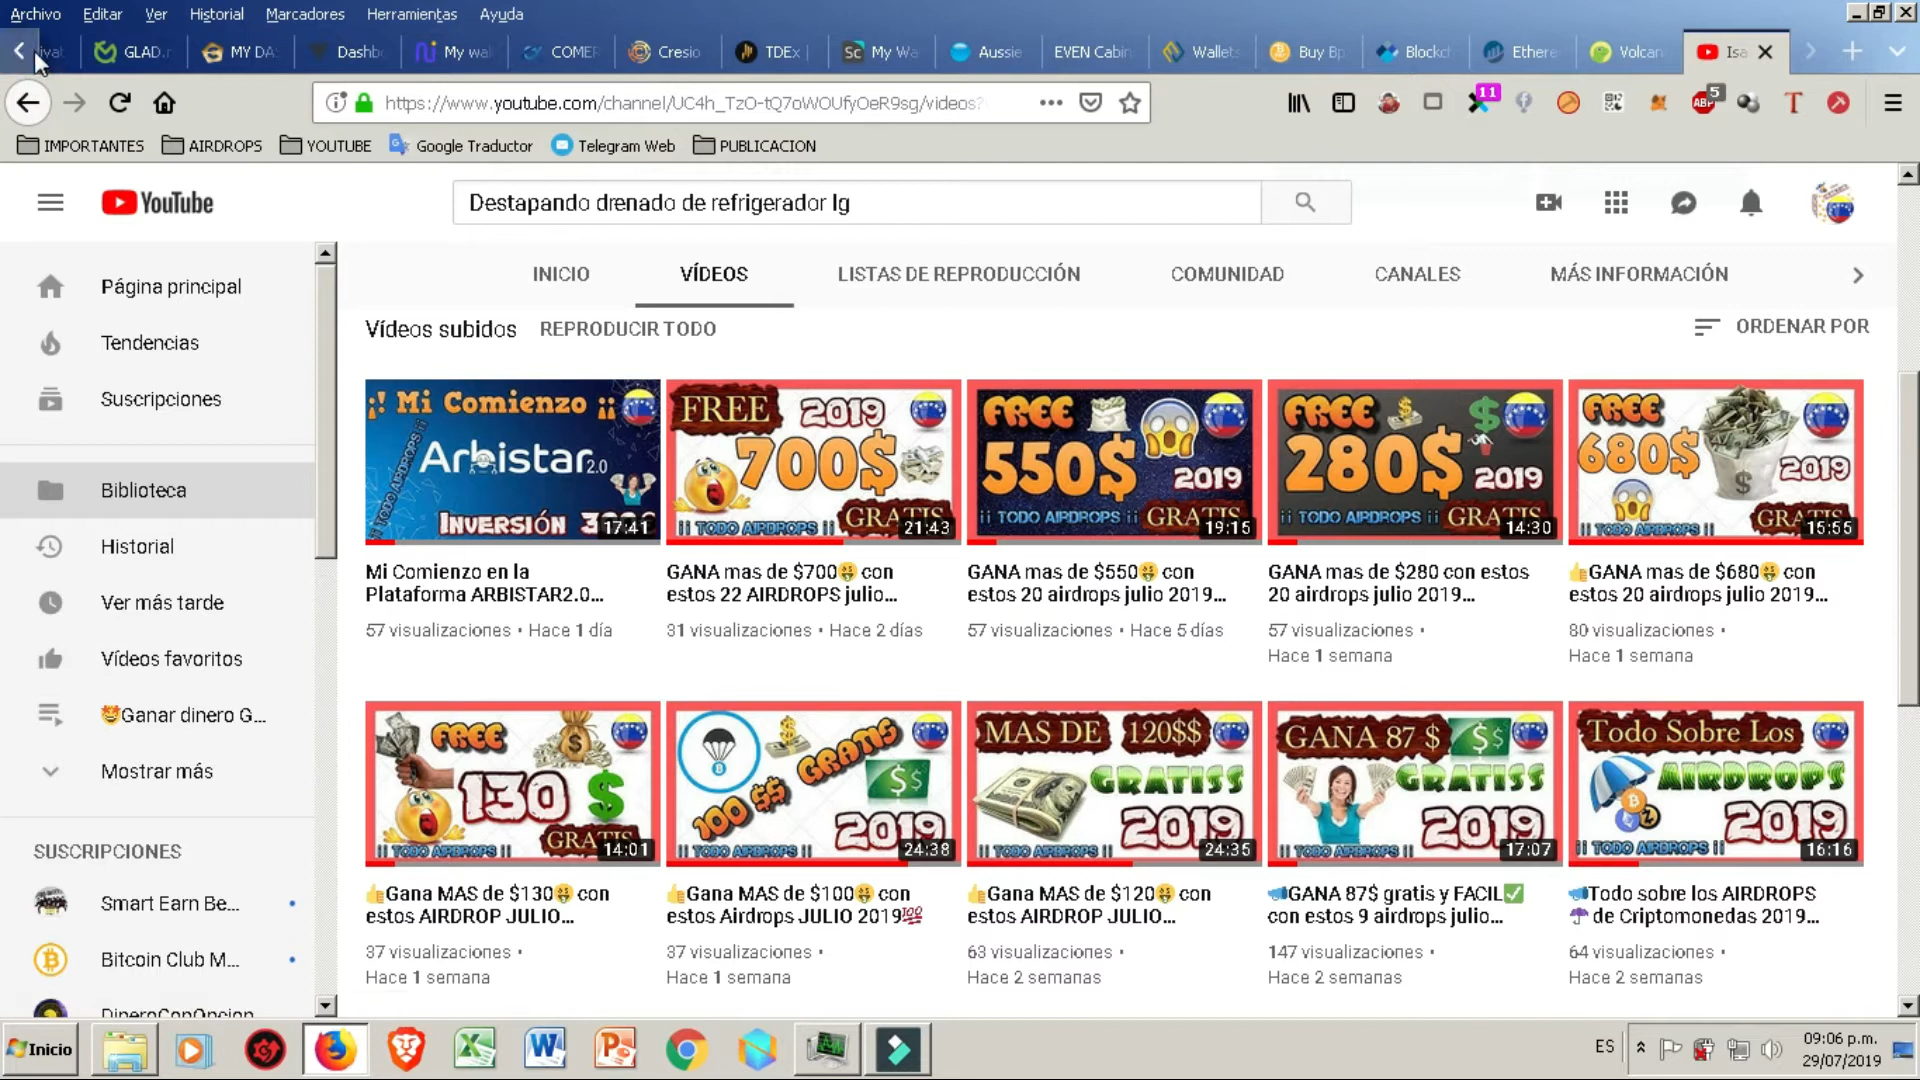 Archivo Editar Ver Historial Marcadores Herramientas Ayuda
GLAD. MY DA Dashb My wa COMER Cresio TDEx My Wa Aussie EVEN Cabin Wallets Buy Bp Blockch Ethere Volcan Isa
https://www.youtube.com/channel/UC4h_TzO-tQ7oWOUfyOeR9sg/videos?
11
5
IMPORTANTES AIRDROPS YOUTUBE Google Traductor Telegram Web PUBLICACION
YouTube
Destapando drenado de refrigerador lg
INICIO VÍDEOS LISTAS DE REPRODUCCIÓN COMUNIDAD CANALES MÁS INFORMACIÓN
Página principal
Tendencias
Suscripciones
Biblioteca
Historial
Ver más tarde
Vídeos favoritos
🤩Ganar dinero G...
Mostrar más
SUSCRIPCIONES
Smart Earn Be...
Bitcoin Club M...
DineroConOpcion
Vídeos subidos REPRODUCIR TODO
ORDENAR POR
¡! Mi Comienzo ¡¡
¡¡ TODO AIRDROPS ¡¡
Arbistar 2.0
INVERSIÓN
17:41
Mi Comienzo en la
Plataforma ARBISTAR2.0...
57 visualizaciones • Hace 1 día
FREE 2019
700$
¡¡ TODO AIRDROPS ¡¡ GRATIS
21:43
GANA mas de $700🤑 con
estos 22 AIRDROPS julio...
31 visualizaciones • Hace 2 días
FREE
550$
2019
¡¡ TODO AIRDROPS ¡¡ GRATIS
19:15
GANA mas de $550🤑 con
estos 20 airdrops julio 2019...
57 visualizaciones • Hace 5 días
FREE
280$
2019
¡¡ TODO AIRDROPS ¡¡ GRATIS
14:30
GANA mas de $280 con estos
20 airdrops julio 2019...
57 visualizaciones •
Hace 1 semana
FREE
680$
2019
¡¡ TODO AIRDROPS ¡¡ GRATIS
15:55
👍GANA mas de $680🤑 con
estos 20 airdrops julio 2019...
80 visualizaciones •
Hace 1 semana
FREE
130 $
¡¡ TODO AIRDROPS ¡¡ GRATIS
14:01
👍Gana MAS de $130🤑 con
estos AIRDROP JULIO...
37 visualizaciones •
Hace 1 semana
100 $$ GRATIS
2019
¡¡ TODO AIRDROPS ¡¡
24:38
👍Gana MAS de $100🤑 con
estos Airdrops JULIO 2019💯
37 visualizaciones •
Hace 1 semana
MAS DE 120$$
GRATISS
2019
¡¡ TODO AIRDROPS ¡¡
24:35
👍Gana MAS de $120🤑 con
estos AIRDROP JULIO...
63 visualizaciones •
Hace 2 semanas
GANA 87 $
GRATISS
2019
¡¡ TODO AIRDROPS ¡¡
17:07
📣GANA 87$ gratis y FACIL✅
con estos 9 airdrops julio...
147 visualizaciones •
Hace 2 semanas
Todo Sobre Los
AIRDROPS
2019
¡¡ TODO AIRDROPS ¡¡
16:16
📣Todo sobre los AIRDROPS
☂de Criptomonedas 2019...
64 visualizaciones •
Hace 2 semanas
Inicio
ES
09:06 p.m.
29/07/2019